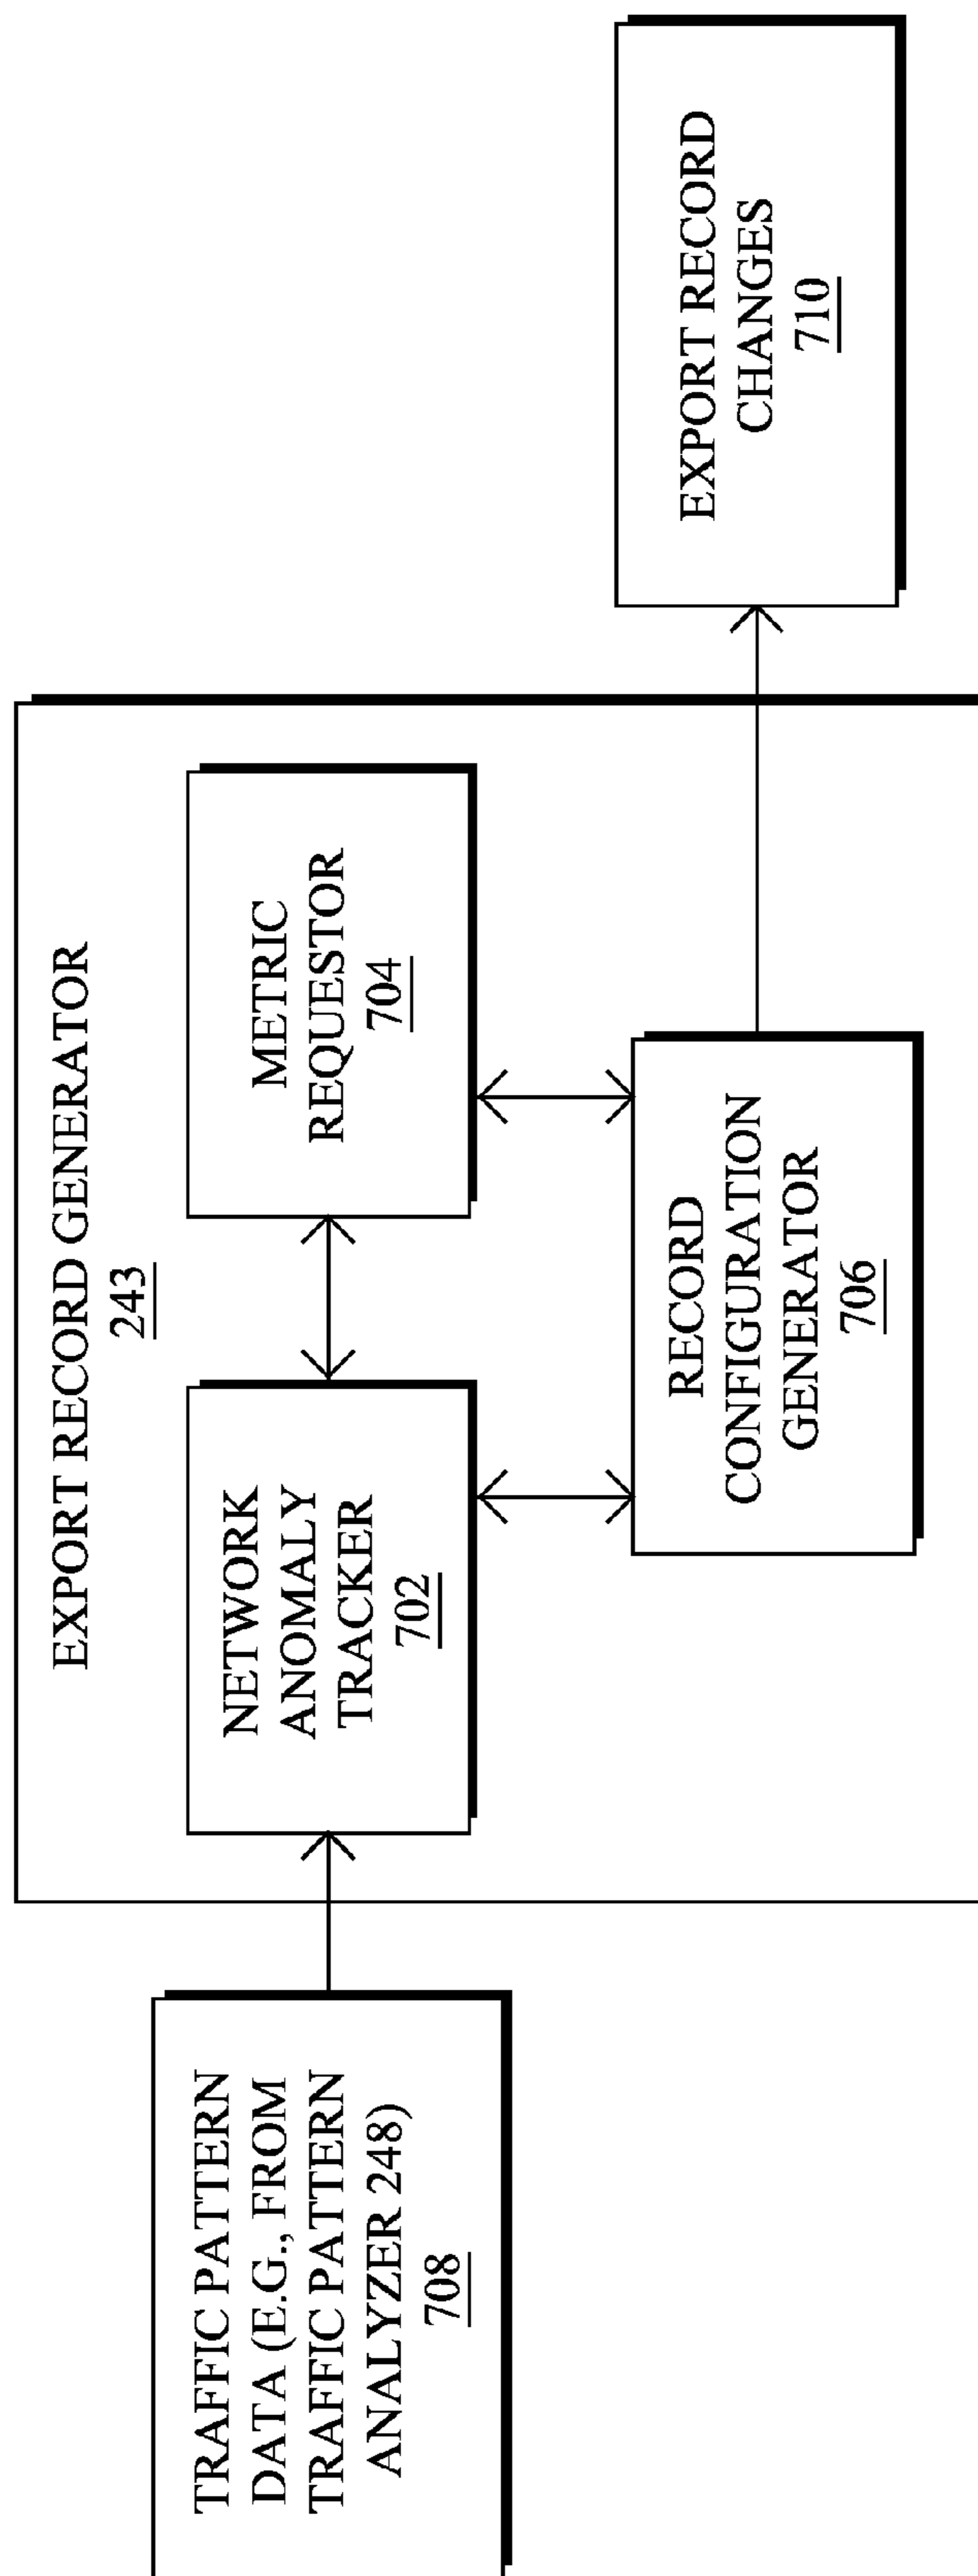 EXPORT RECORD GENERATOR
243
TRAFFIC PATTERN
DATA (E.G., FROM
TRAFFIC PATTERN
ANALYZER 248)
708
NETWORK
ANOMALY
TRACKER
702
METRIC
REQUESTOR
704
RECORD
CONFIGURATION
GENERATOR
706
EXPORT RECORD
CHANGES
710